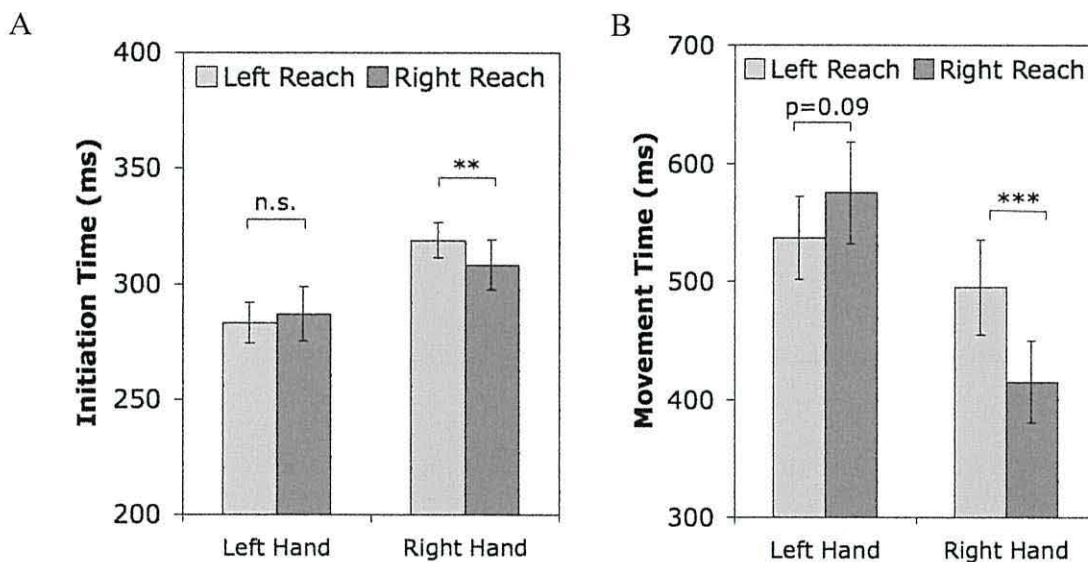 A
Initiation Time (ms)
400
350
300
250
200
Left Reach Right Reach
n.s.
**
Left Hand Right Hand
B
Movement Time (ms)
700
600
500
400
300
Left Reach Right Reach
p=0.09
***
Left Hand Right Hand